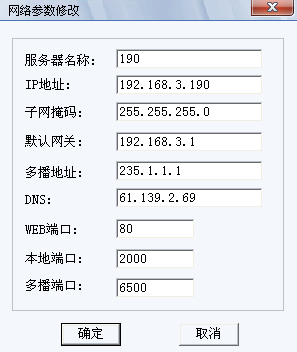 网络参数修改
服务器名称: 190
IP地址: 192.168.3.190
子网掩码: 255.255.255.0
默认网关: 192.168.3.1
多播地址: 235.1.1.1
DNS: 61.139.2.69
WEB端口: 80
本地端口: 2000
多播端口: 6500
确定 取消